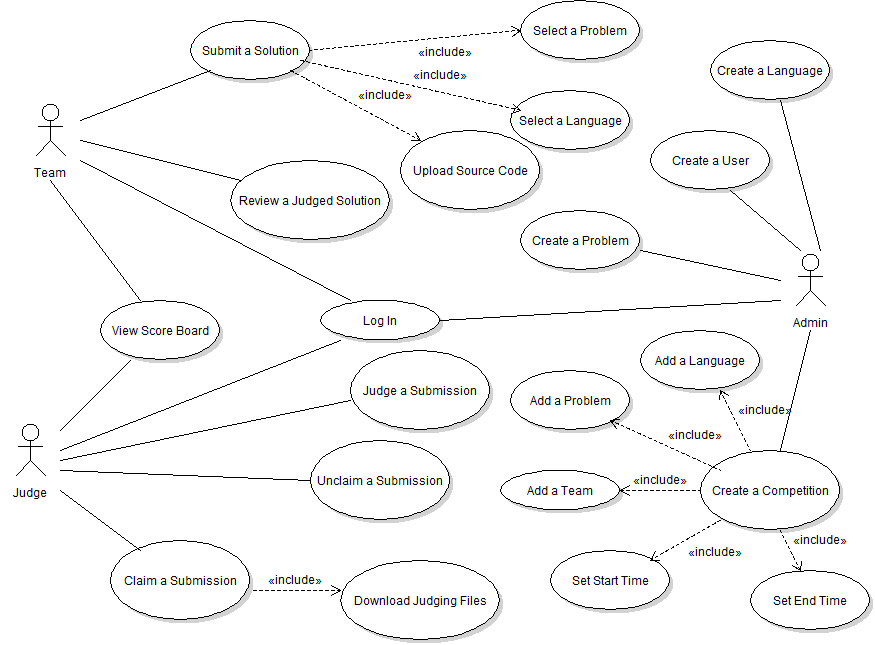 Select a Problem
Submit a Solution
«include»
Create a Language
«include»
«include»
Select a Language
Team
Create a User
Upload Source Code
Review a Judged Solution
Create a Problem
Log In
Admin
View Score Board
Add a Language
Judge a Submission
Add a Problem
«include»
«include»
Judge
Unclaim a Submission
«include»
Add a Team
Create a Competition
«include»
«include»
Claim a Submission
«include»
Set Start Time
Download Judging Files
Set End Time